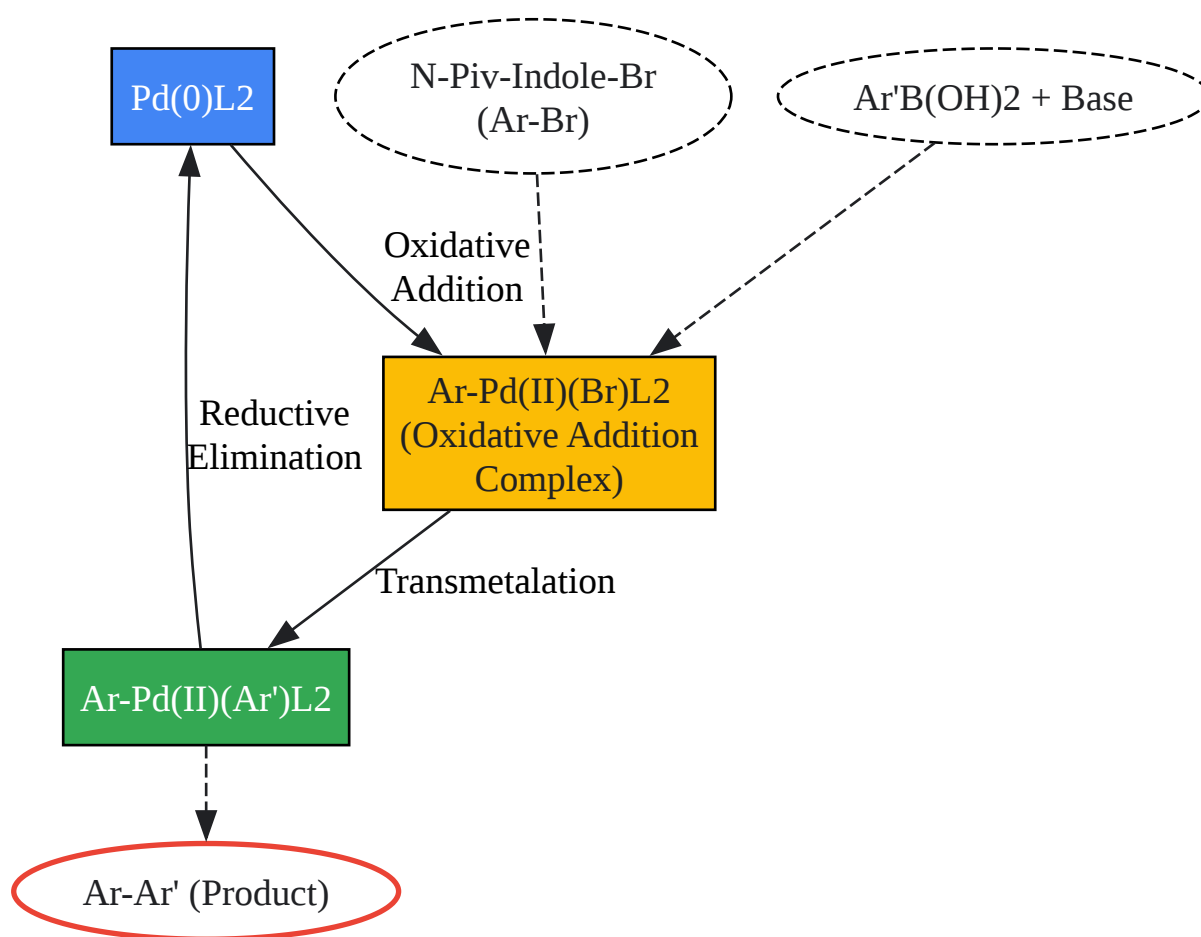 Pd(0)L2
N-Piv-Indole-Br
(Ar-Br)
Ar'B(OH)2 + Base
Oxidative
Addition
Ar-Pd(II)(Br)L2
(Oxidative Addition
Complex)
Reductive
Elimination
Transmetalation
Ar-Pd(II)(Ar')L2
Ar-Ar' (Product)